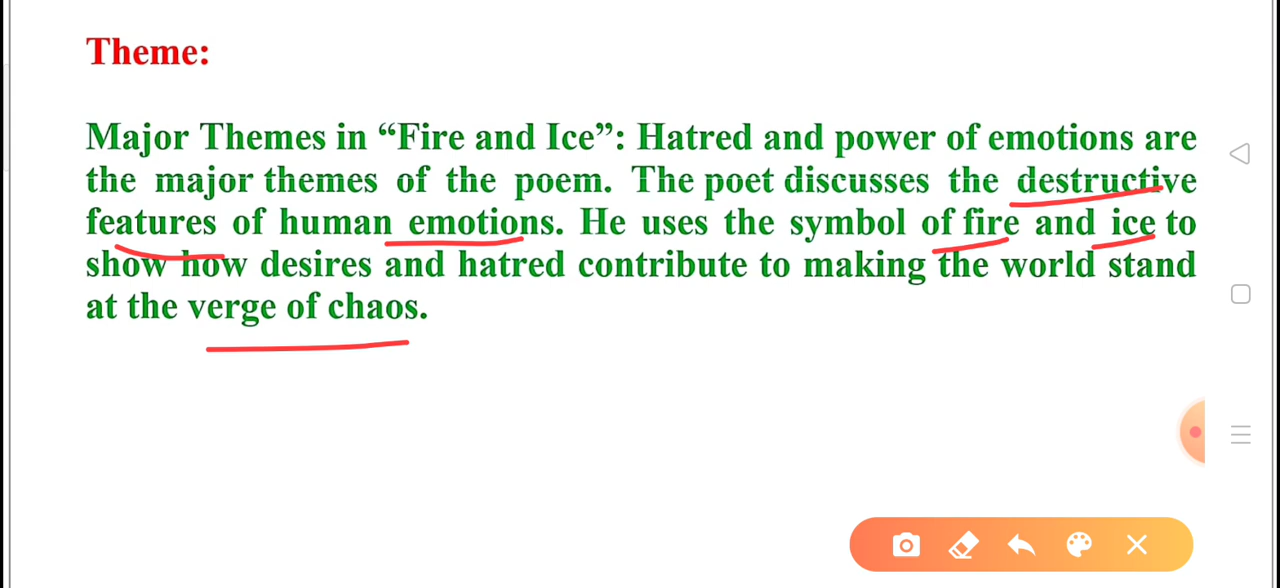 Theme:
Major Themes in “Fire and Ice”: Hatred and power of emotions are
the major themes of the poem. The poet discusses the destructive
features of human emotions. He uses the symbol of fire and ice to
show how desires and hatred contribute to making the world stand
at the verge of chaos.